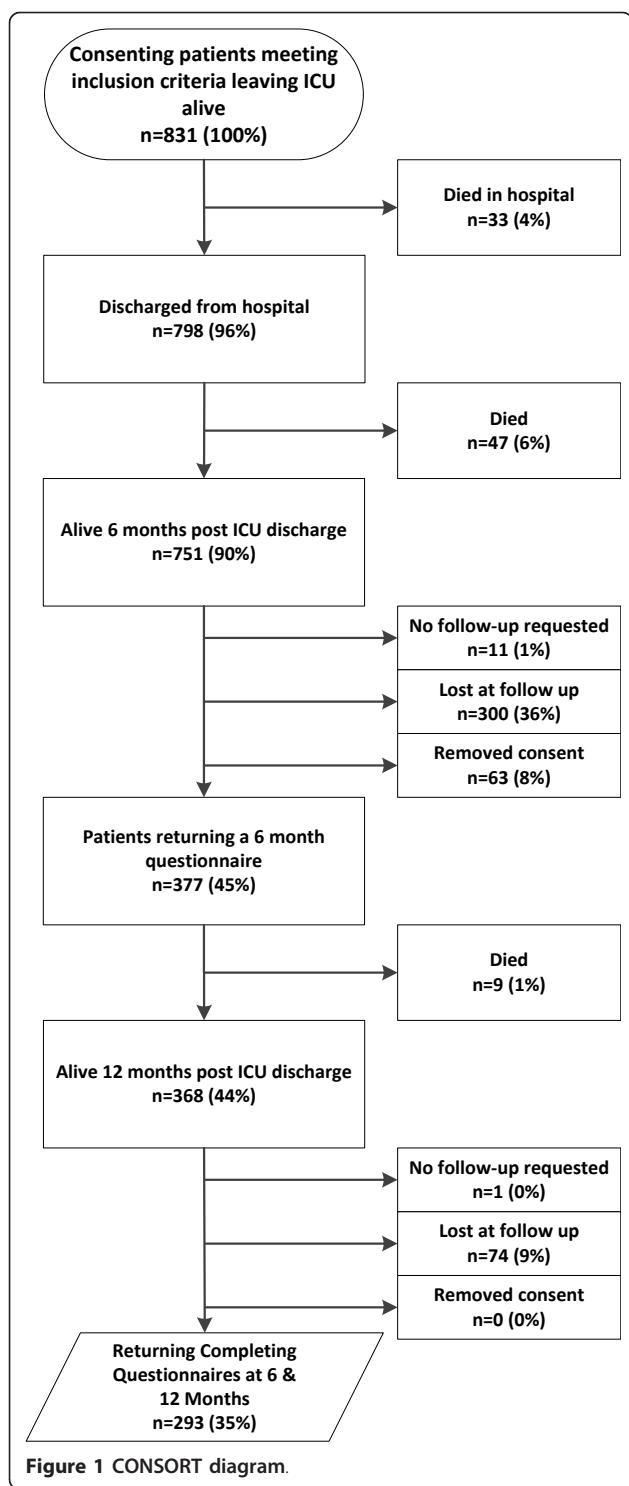 Consenting patients meeting
inclusion criteria leaving ICU
alive
n=831 (100%)
Died in hospital
n=33 (4%)
Discharged from hospital
n=798 (96%)
Died
n=47 (6%)
Alive 6 months post ICU discharge
n=751 (90%)
No follow-up requested
n=11 (1%)
Lost at follow up
n=300 (36%)
Removed consent
n=63 (8%)
Patients returning a 6 month
questionnaire
n=377 (45%)
Died
n=9 (1%)
Alive 12 months post ICU discharge
n=368 (44%)
No follow-up requested
n=1 (0%)
Lost at follow up
n=74 (9%)
Removed consent
n=0 (0%)
Returning Completing
Questionnaires at 6 &
12 Months
n=293 (35%)
Figure 1 CONSORT diagram.